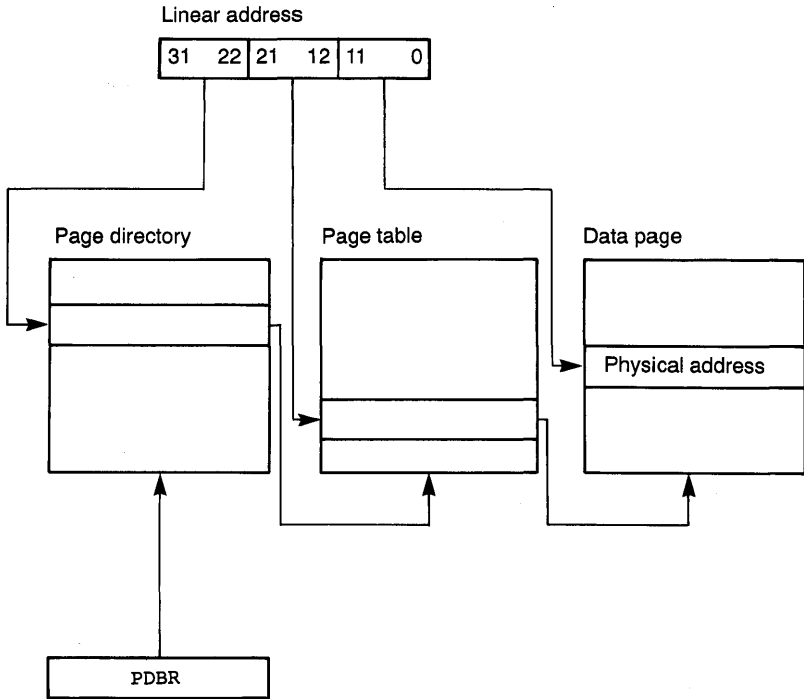 Linear address
31 22 21 12 11 0
Page directory
Page table
Data page
Physical address
PDBR